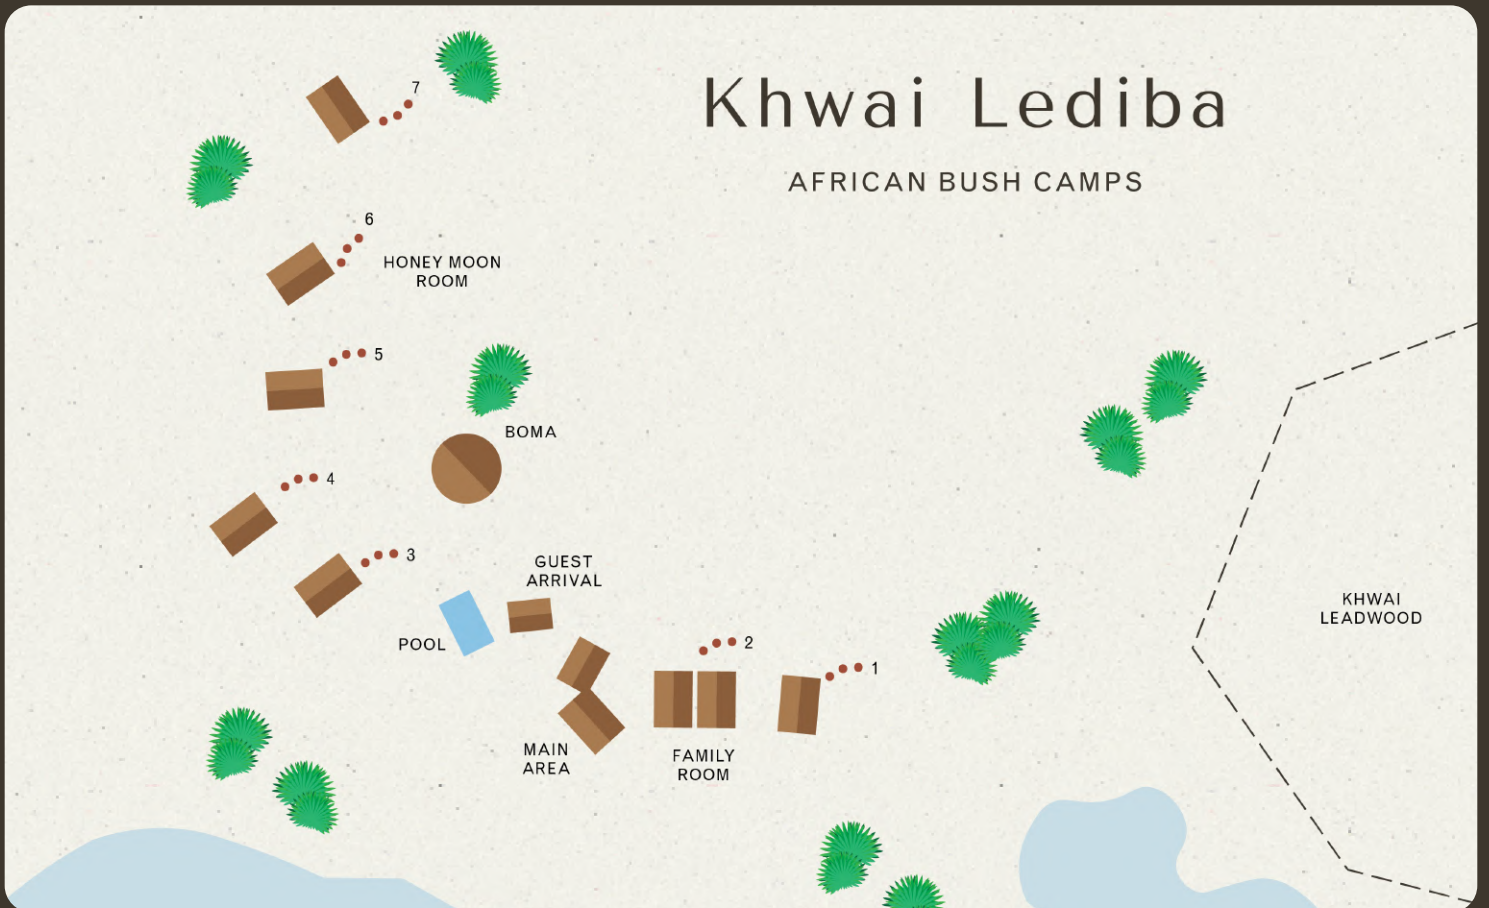 Khwai Lediba
AFRICAN BUSH CAMPS
7
6
HONEY MOON
ROOM
5
BOMA
4
3
GUEST
ARRIVAL
POOL
2
1
MAIN
AREA
FAMILY
ROOM
KHWAI
LEADWOOD